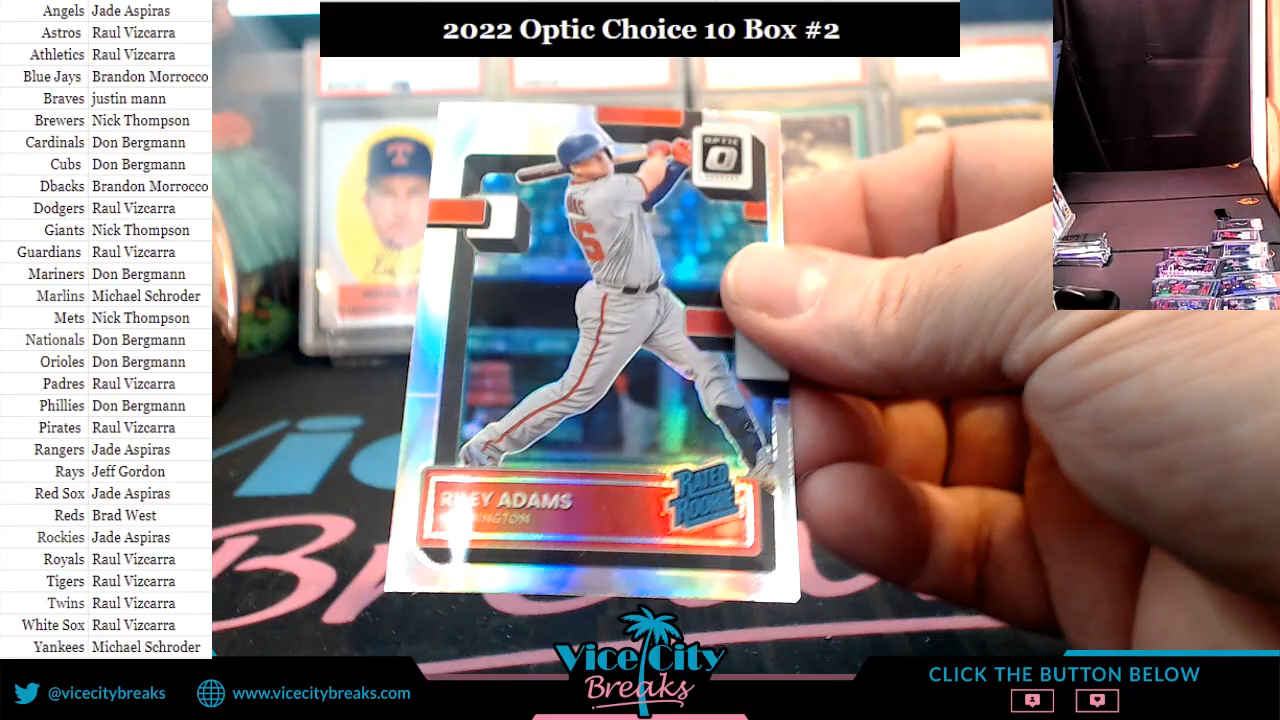 2022 Optic Choice 10 Box #2
Angels Jade Aspiras
Astros Raul Vizcarra
Athletics Raul Vizcarra
Blue Jays Brandon Morrocco
Braves justin mann
Brewers Nick Thompson
Cardinals Don Bergmann
Cubs Don Bergmann
Dbacks Brandon Morrocco
Dodgers Raul Vizcarra
Giants Nick Thompson
Guardians Raul Vizcarra
Mariners Don Bergmann
Marlins Michael Schroder
Mets Nick Thompson
Nationals Don Bergmann
Orioles Don Bergmann
Padres Raul Vizcarra
Phillies Don Bergmann
Pirates Raul Vizcarra
Rangers Jade Aspiras
Rays Jeff Gordon
Red Sox Jade Aspiras
Reds Brad West
Rockies Jade Aspiras
Royals Raul Vizcarra
Tigers Raul Vizcarra
Twins Raul Vizcarra
White Sox Raul Vizcarra
Yankees Michael Schroder
OPTIC
T
RILEY ADAMS
RATED
ROOKIE
Vice City
Breaks
@vicecitybreaks
www.vicecitybreaks.com
CLICK THE BUTTON BELOW